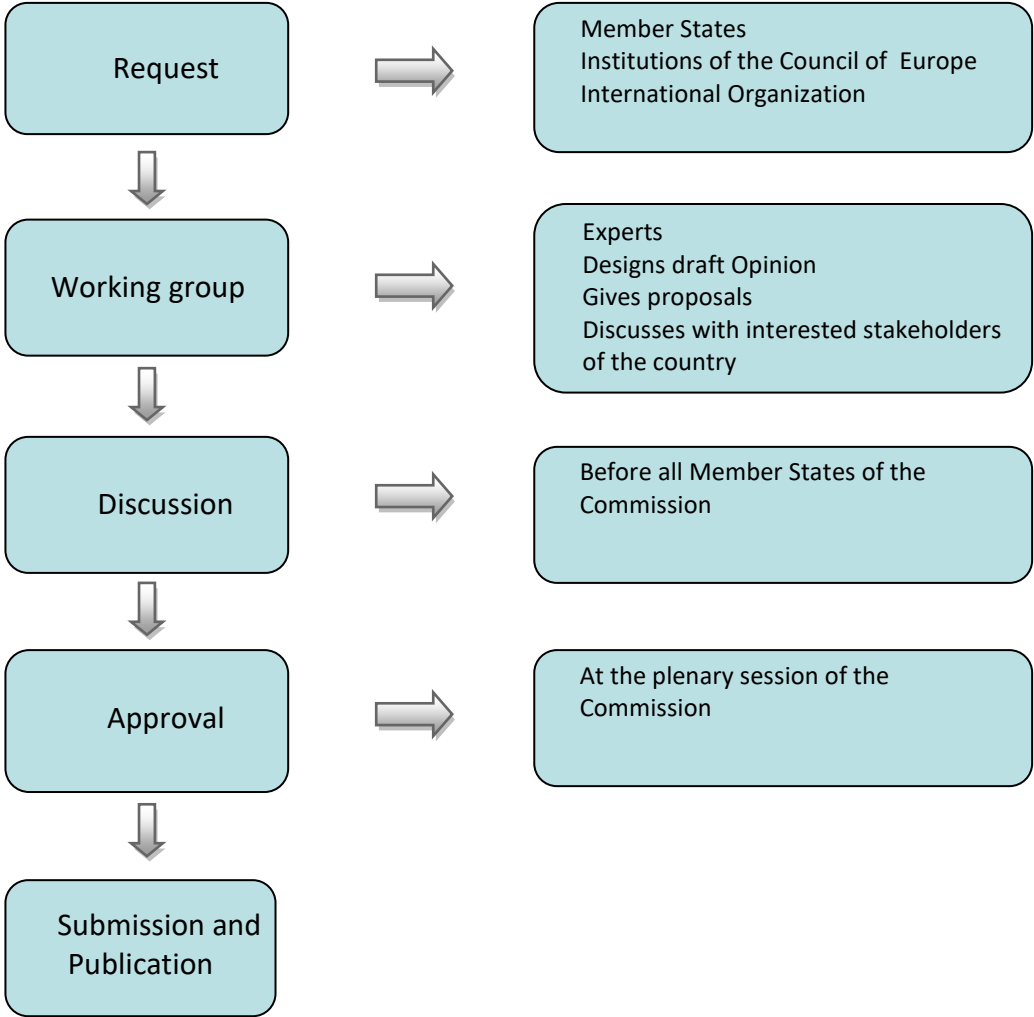 Request
Member States
Institutions of the Council of  Europe
International Organization
Working group
Experts
Designs draft Opinion
Gives proposals
Discusses with interested stakeholders
of the country
Discussion
Before all Member States of the
Commission
Approval
At the plenary session of the
Commission
Submission and
Publication